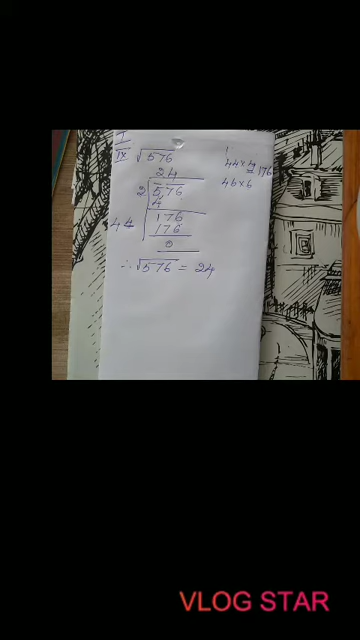 I
IX √576
24
2 5,76
4
44 176
176
0
∴ √576 = 24
44×4
= 176
46×6
VLOG STAR